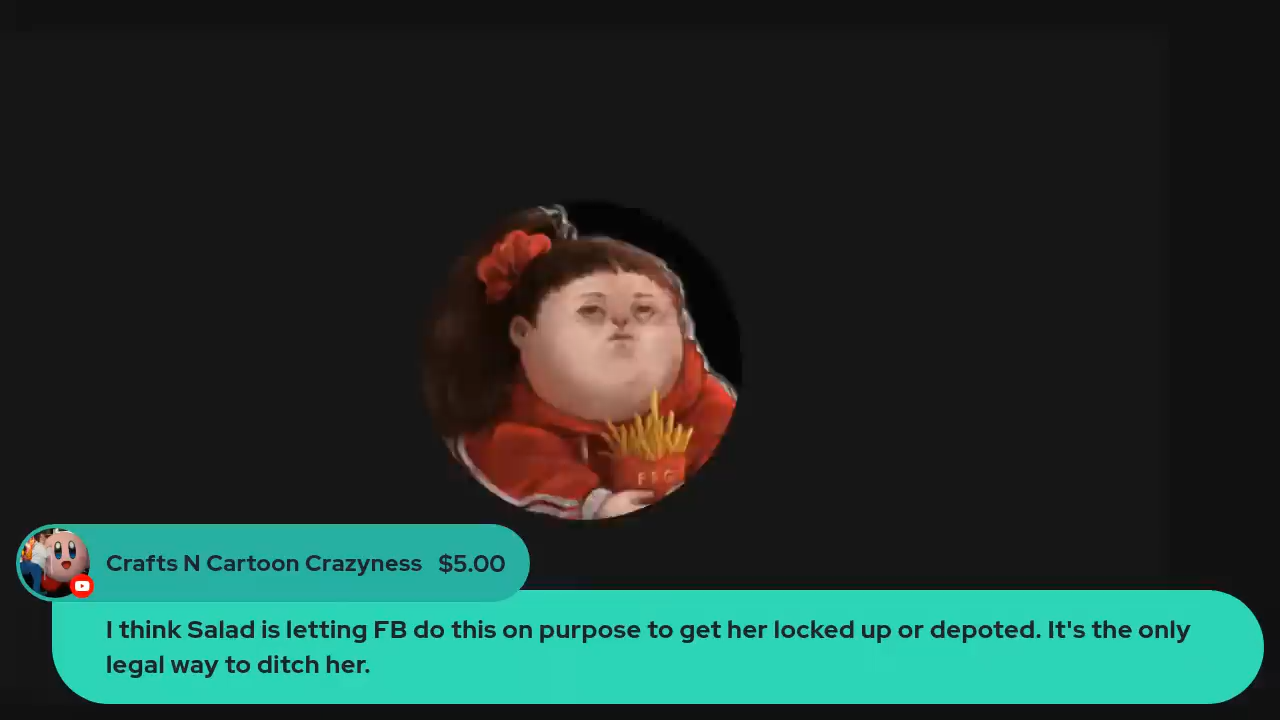 F F G
Crafts N Cartoon Crazyness $5.00
I think Salad is letting FB do this on purpose to get her locked up or depoted. It's the only
legal way to ditch her.